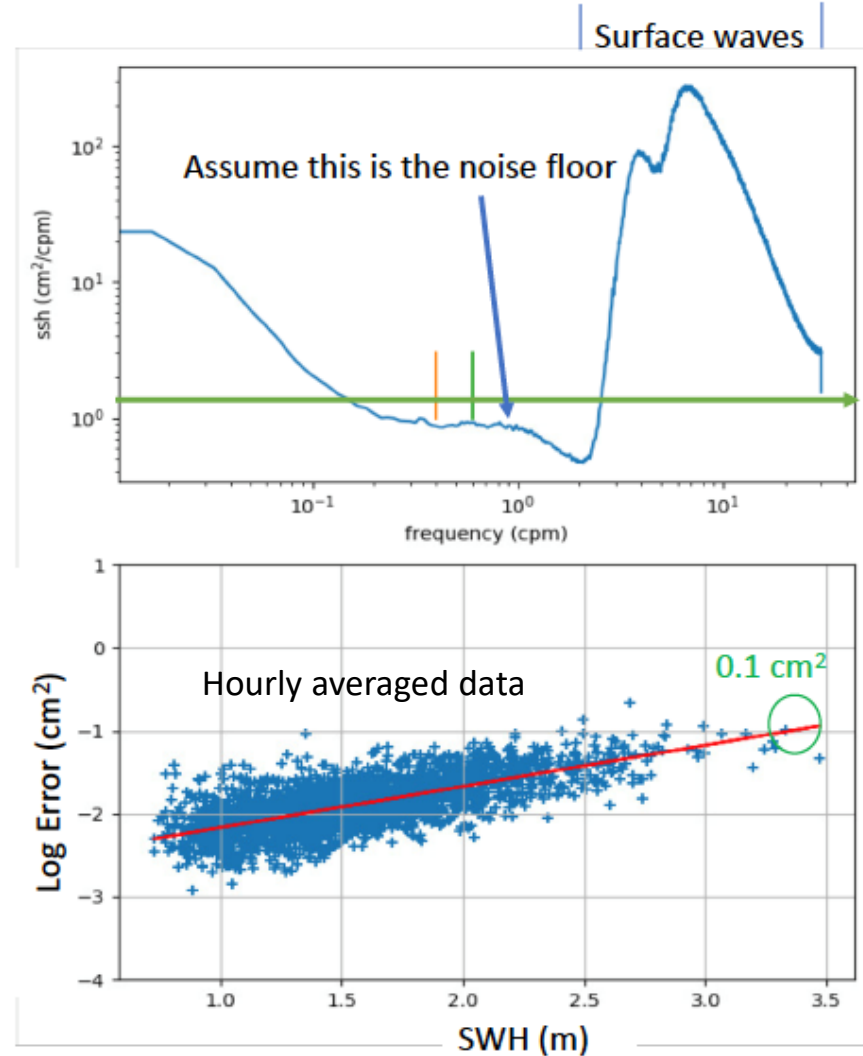 Surface waves
10²
Assume this is the noise floor
ssh (cm²/cpm)
10¹
10⁰
10⁻¹ 10⁰ 10¹
frequency (cpm)
1
0
0.1 cm²
Hourly averaged data
Log Error (cm²)
−1
−2
−3
−4
1.0 1.5 2.0 2.5 3.0 3.5
SWH (m)